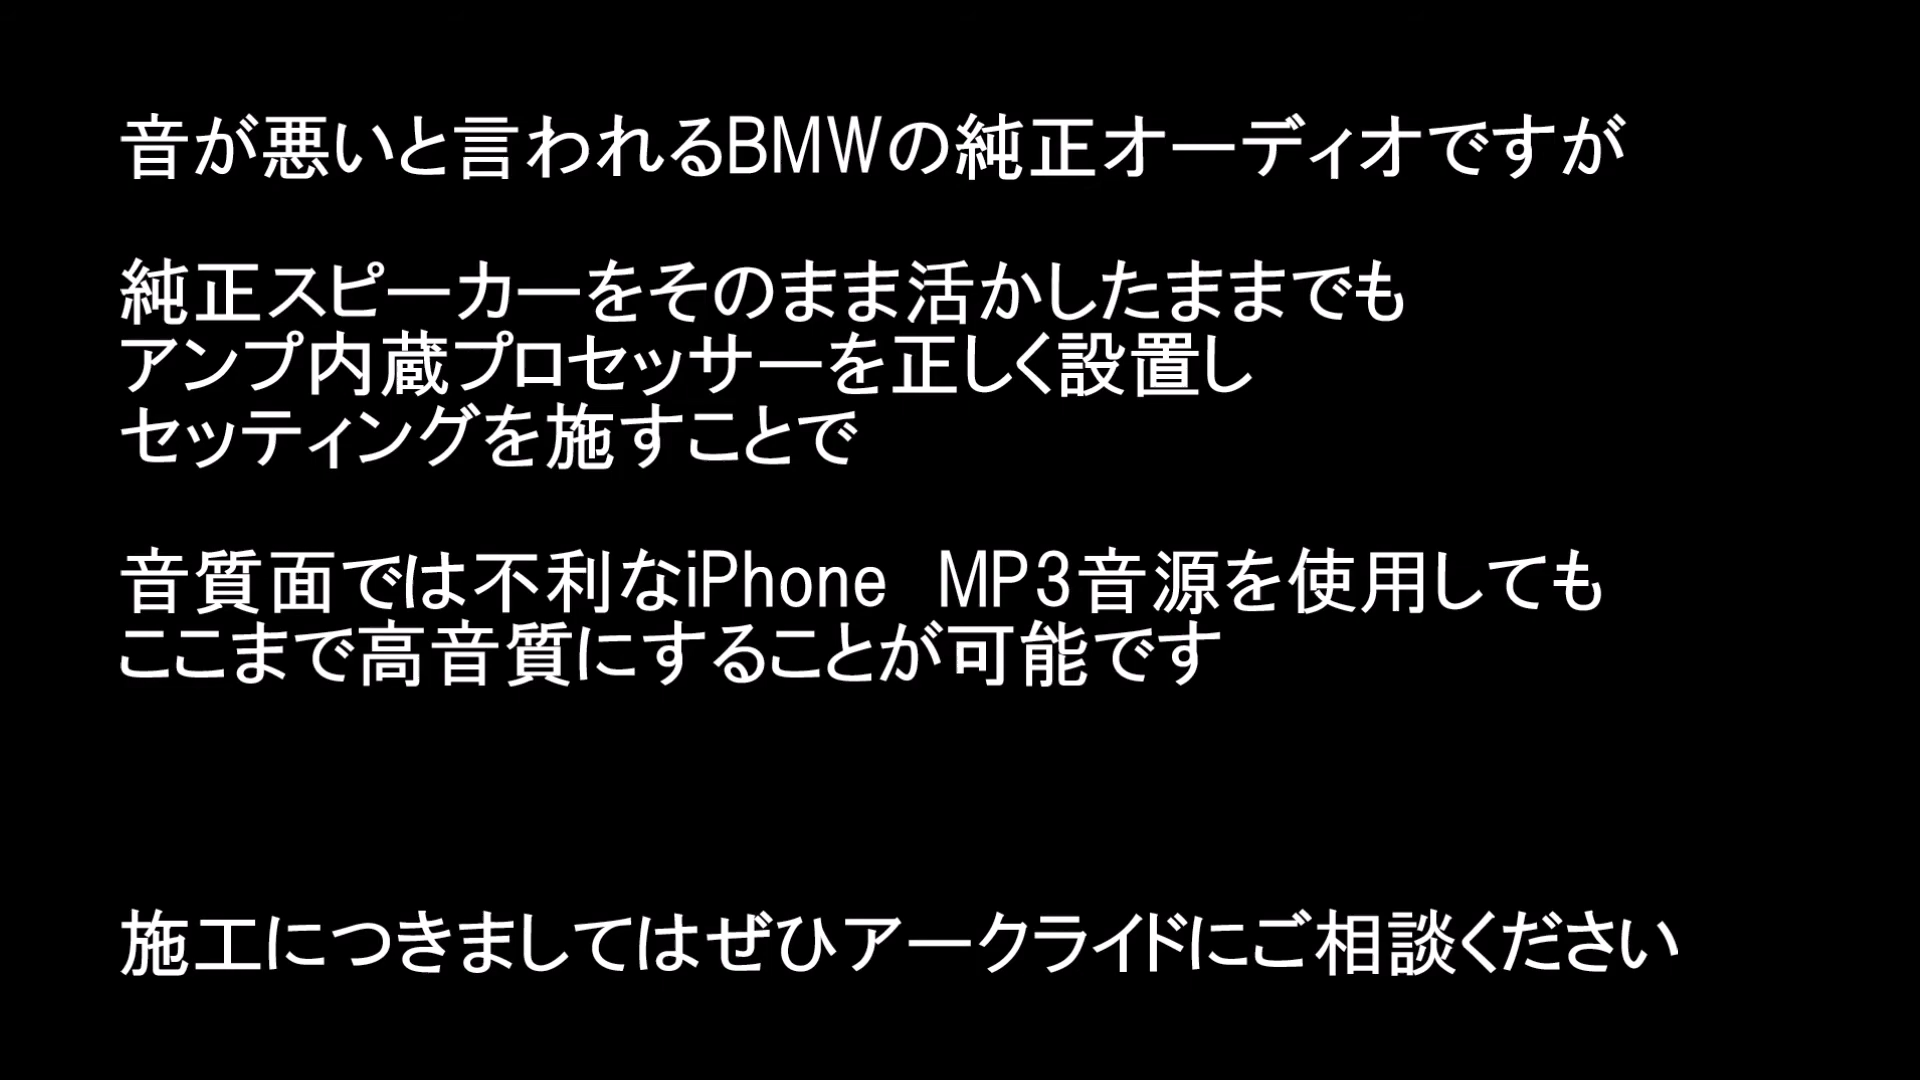 音が悪いと言われるBMWの純正オーディオですが
純正スピーカーをそのまま活かしたままでも
アンプ内蔵プロセッサーを正しく設置し
セッティングを施すことで
音質面では不利なiPhone　MP3音源を使用しても
ここまで高音質にすることが可能です
施工につきましてはぜひアークライドにご相談ください